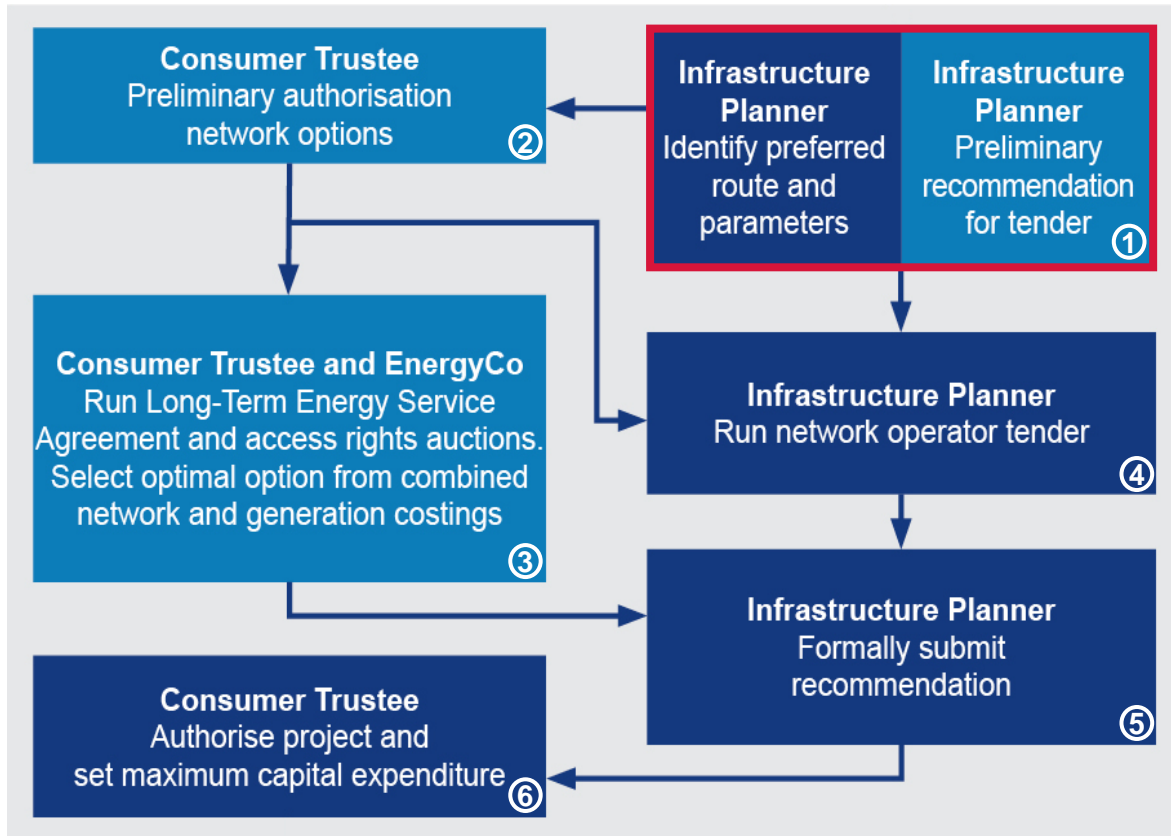 Consumer Trustee
Preliminary authorisation
network options
②
Infrastructure
Planner
Identify preferred
route and
parameters
Infrastructure
Planner
Preliminary
recommendation
for tender
①
Consumer Trustee and EnergyCo
Run Long-Term Energy Service
Agreement and access rights auctions.
Select optimal option from combined
network and generation costings
③
Infrastructure Planner
Run network operator tender
④
Infrastructure Planner
Formally submit
recommendation
⑤
Consumer Trustee
Authorise project and
set maximum capital expenditure
⑥